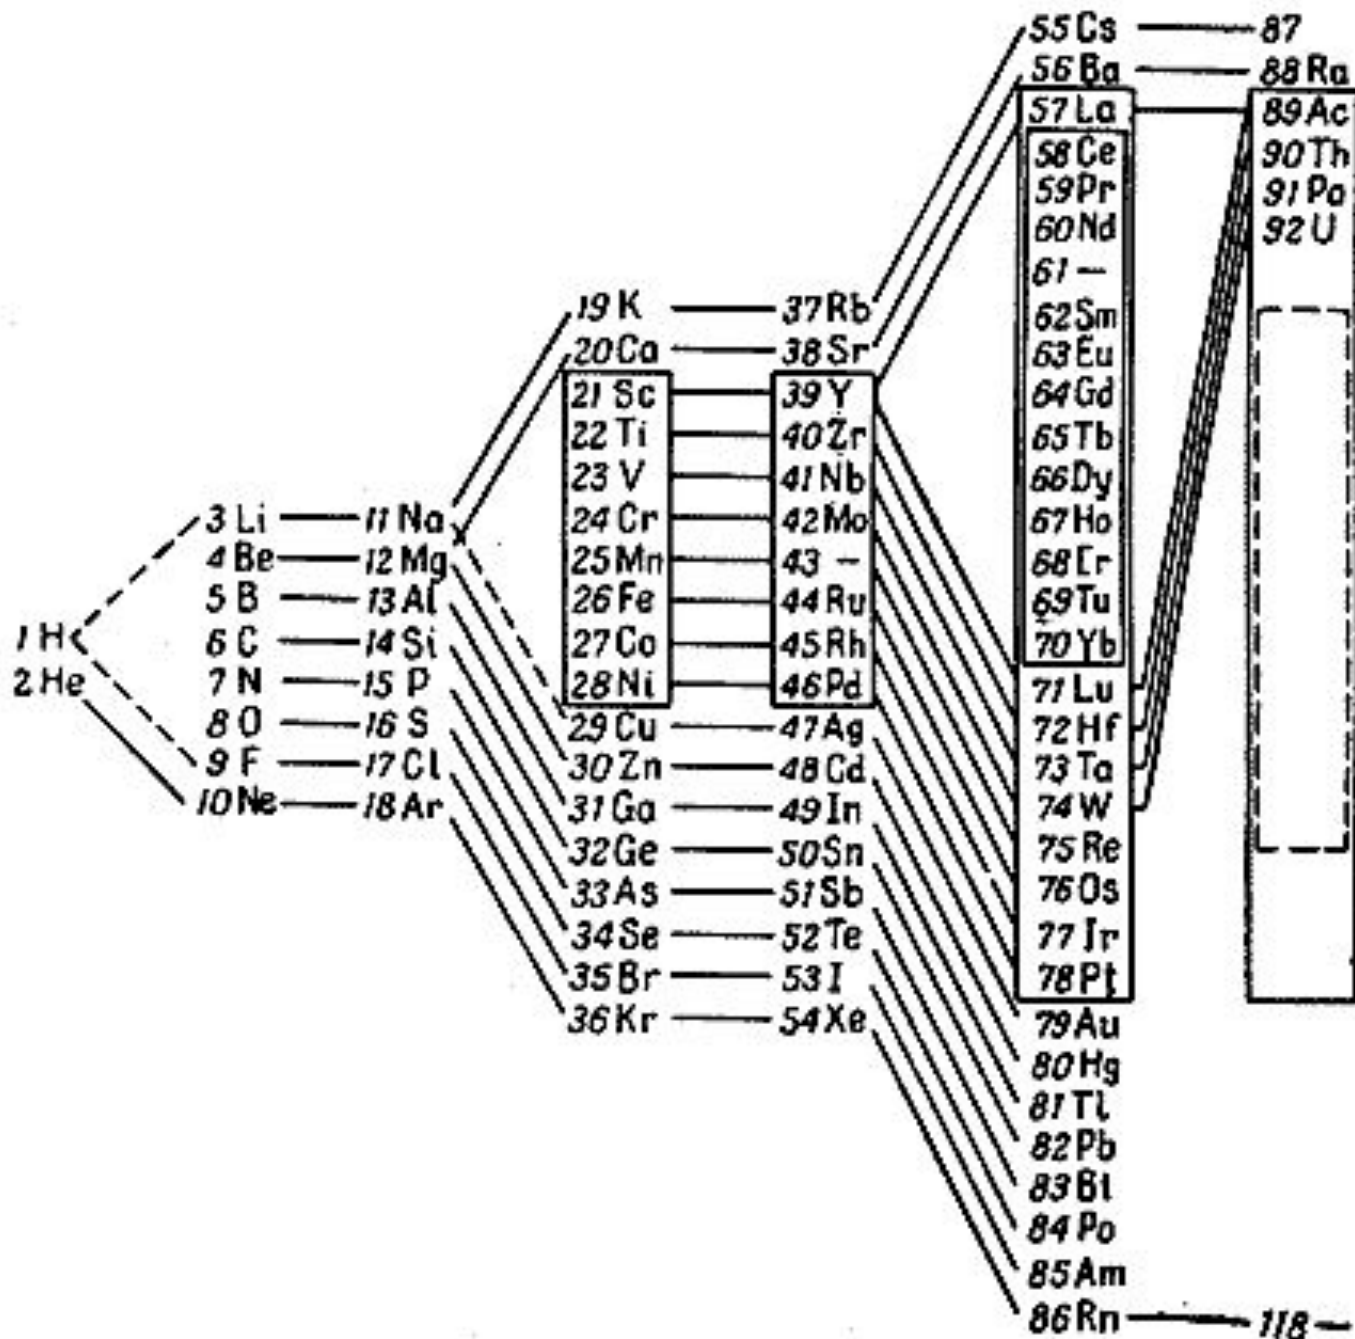 1 H
2 He
3 Li
4 Be
5 B
6 C
7 N
8 O
9 F
10 Ne
11 Na
12 Mg
13 Al
14 Si
15 P
16 S
17 Cl
18 Ar
19 K
20 Ca
21 Sc
22 Ti
23 V
24 Cr
25 Mn
26 Fe
27 Co
28 Ni
29 Cu
30 Zn
31 Ga
32 Ge
33 As
34 Se
35 Br
36 Kr
37 Rb
38 Sr
39 Y
40 Zr
41 Nb
42 Mo
43 –
44 Ru
45 Rh
46 Pd
47 Ag
48 Cd
49 In
50 Sn
51 Sb
52 Te
53 I
54 Xe
55 Cs
56 Ba
57 La
58 Ce
59 Pr
60 Nd
61 –
62 Sm
63 Eu
64 Gd
65 Tb
66 Dy
67 Ho
68 Er
69 Tu
70 Yb
71 Lu
72 Hf
73 Ta
74 W
75 Re
76 Os
77 Ir
78 Pt
79 Au
80 Hg
81 Tl
82 Pb
83 Bi
84 Po
85 Am
86 Rn
87
88 Ra
89 Ac
90 Th
91 Pa
92 U
118 –